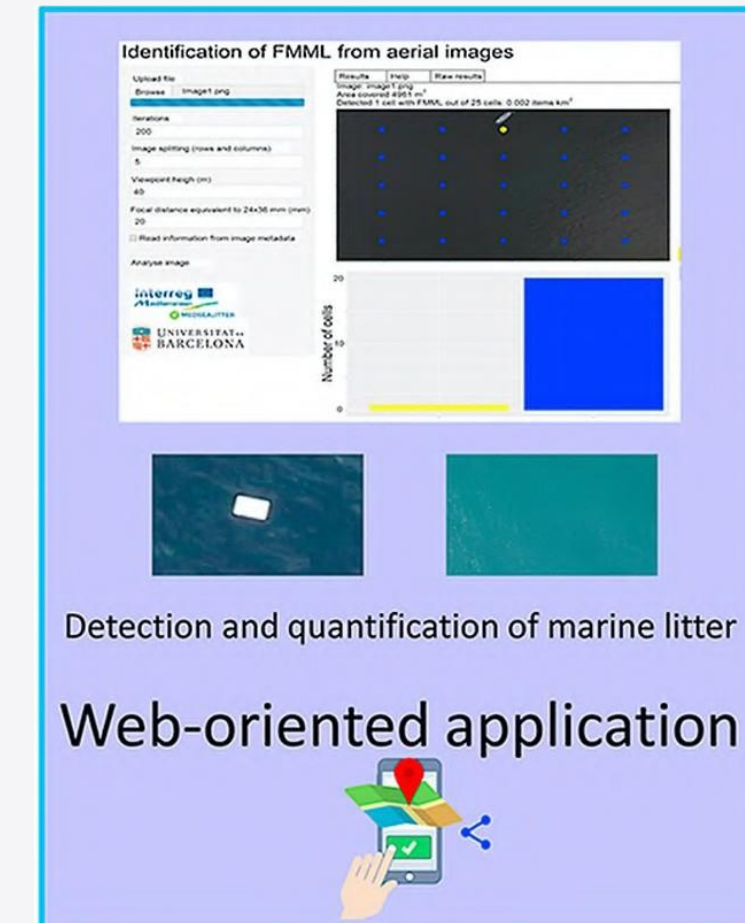 Identification of FMML from aerial images
Upload file
Browse Image1.png
Iterations
200
Image splitting (rows and columns)
5
Viewpoint heigh (m)
40
Focal distance equivalent to 24x36 mm (mm)
20
Read information from image metadata
Analyse image
Interreg
Mediterranean
MEDSEALITTER
UNIVERSITAT DE
BARCELONA
Results Help Raw results
Image: image1.png
Area covered 4961 m²
Detected 1 cell with FMML out of 25 cells: 0.002 items km²
20
10
0
Number of cells
Detection and quantification of marine litter
Web-oriented application